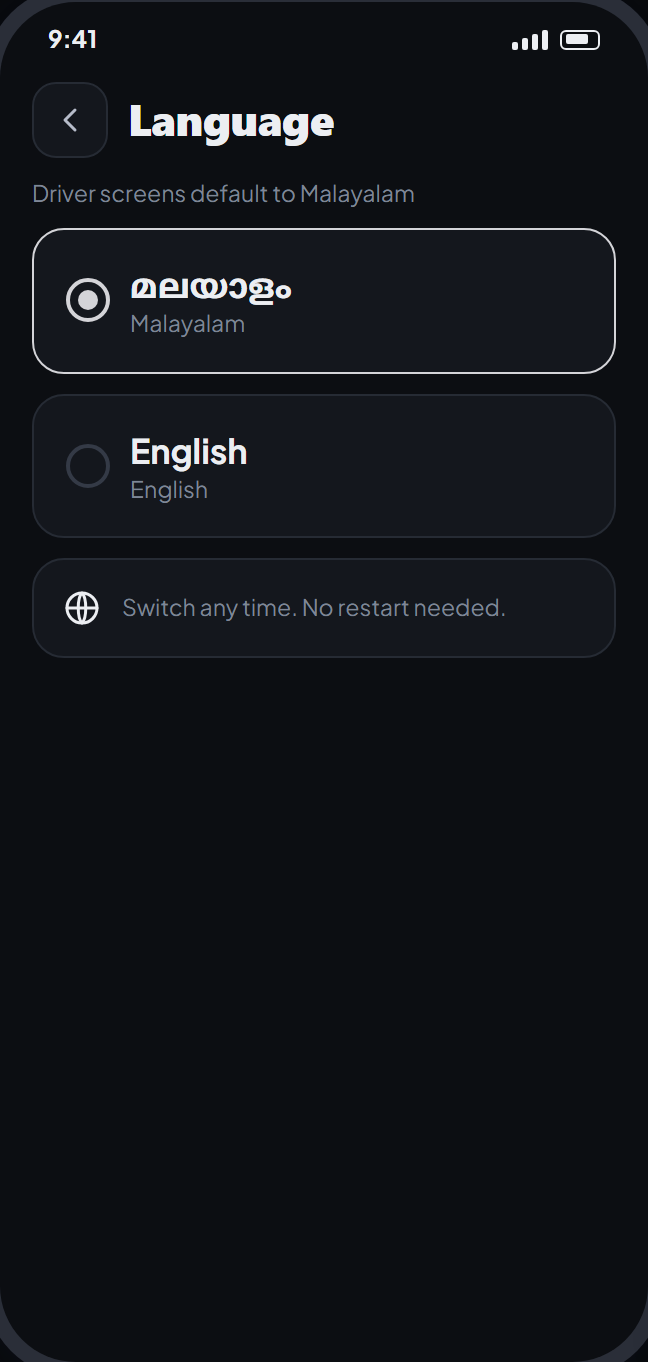 9:41
Language
Driver screens default to Malayalam
മലയാളം
Malayalam
English
English
Switch any time. No restart needed.